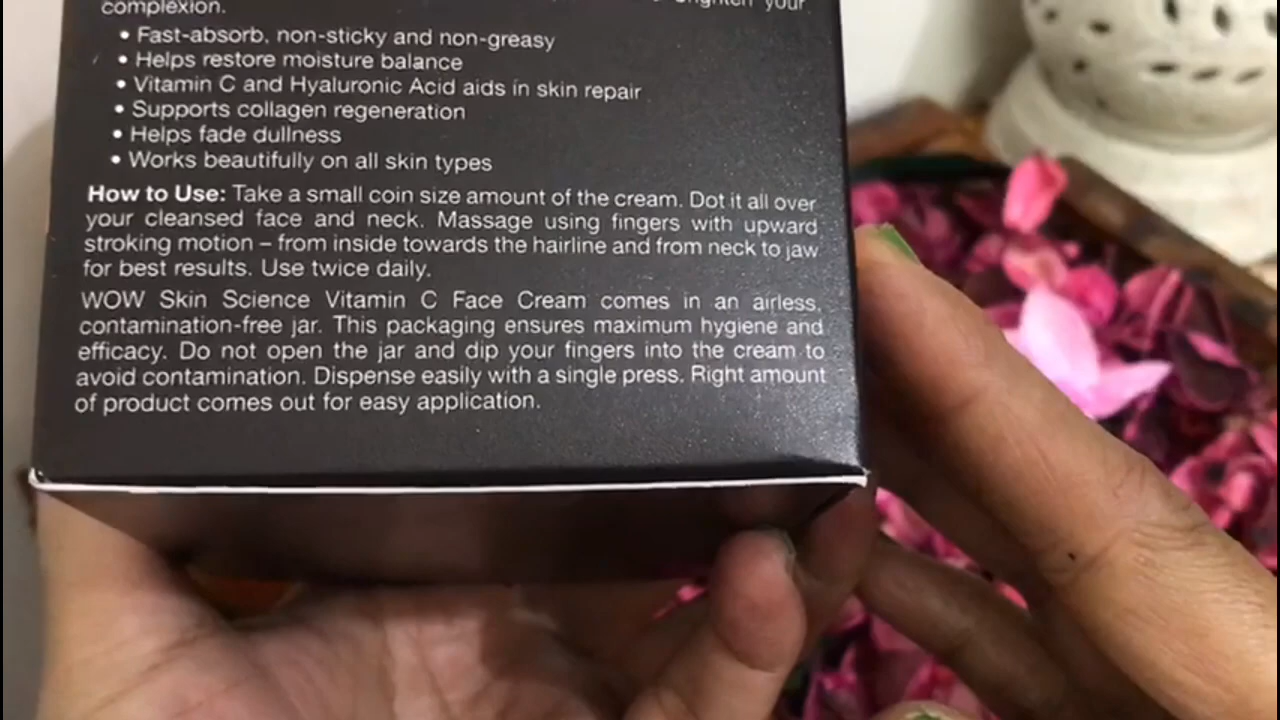 complexion. brighten your
• Fast-absorb, non-sticky and non-greasy
• Helps restore moisture balance
• Vitamin C and Hyaluronic Acid aids in skin repair
• Supports collagen regeneration
• Helps fade dullness
• Works beautifully on all skin types
How to Use: Take a small coin size amount of the cream. Dot it all over
your cleansed face and neck. Massage using fingers with upward
stroking motion – from inside towards the hairline and from neck to jaw
for best results. Use twice daily.
WOW Skin Science Vitamin C Face Cream comes in an airless,
contamination-free jar. This packaging ensures maximum hygiene and
efficacy. Do not open the jar and dip your fingers into the cream to
avoid contamination. Dispense easily with a single press. Right amount
of product comes out for easy application.